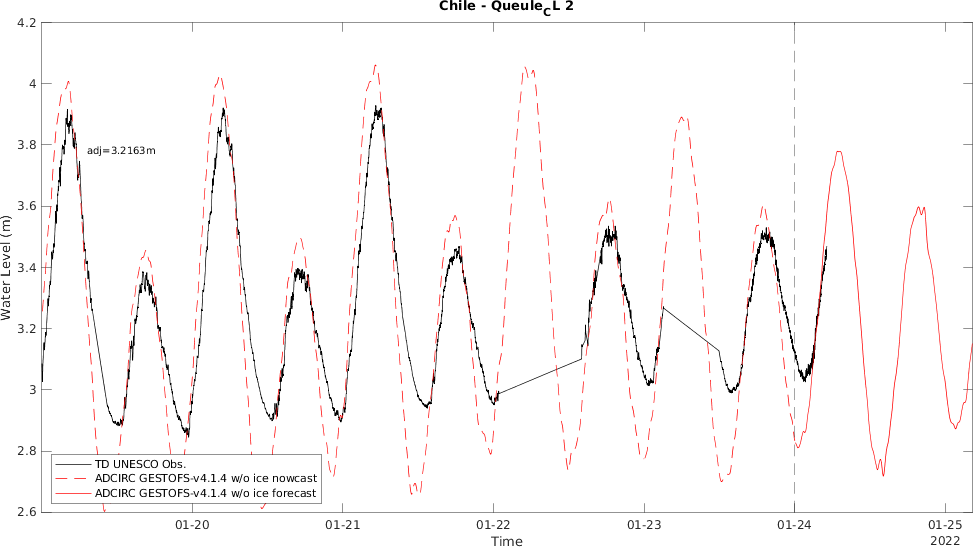 Chile - Queule_CL 2
4.2
4
3.8
3.6
3.4
3.2
3
2.8
2.6
Water Level (m)
adj=3.2163m
TD UNESCO Obs.
ADCIRC GESTOFS-v4.1.4 w/o ice nowcast
ADCIRC GESTOFS-v4.1.4 w/o ice forecast
01-20 01-21 01-22 01-23 01-24 01-25
Time
2022